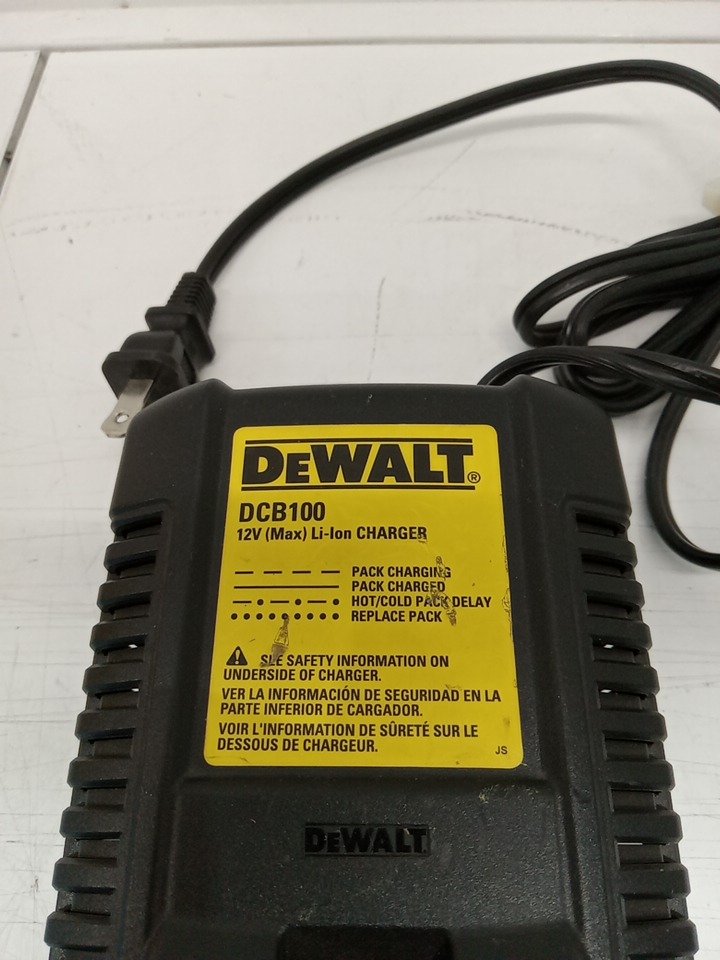 DEWALT®
DCB100
12V (Max) Li-Ion CHARGER
PACK CHARGING
PACK CHARGED
HOT/COLD PACK DELAY
REPLACE PACK
SEE SAFETY INFORMATION ON
UNDERSIDE OF CHARGER.
VER LA INFORMACIÓN DE SEGURIDAD EN LA
PARTE INFERIOR DE CARGADOR.
VOIR L'INFORMATION DE SÛRETÉ SUR LE
DESSOUS DE CHARGEUR.
JS
DEWALT